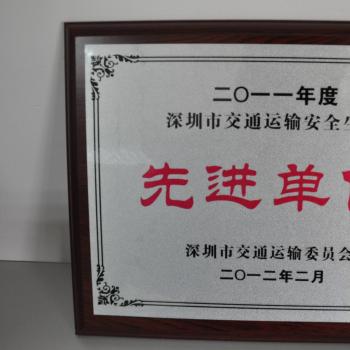 二〇一一年度
深圳市交通运输安全生
先进单
深圳市交通运输委员会
二〇一二年二月